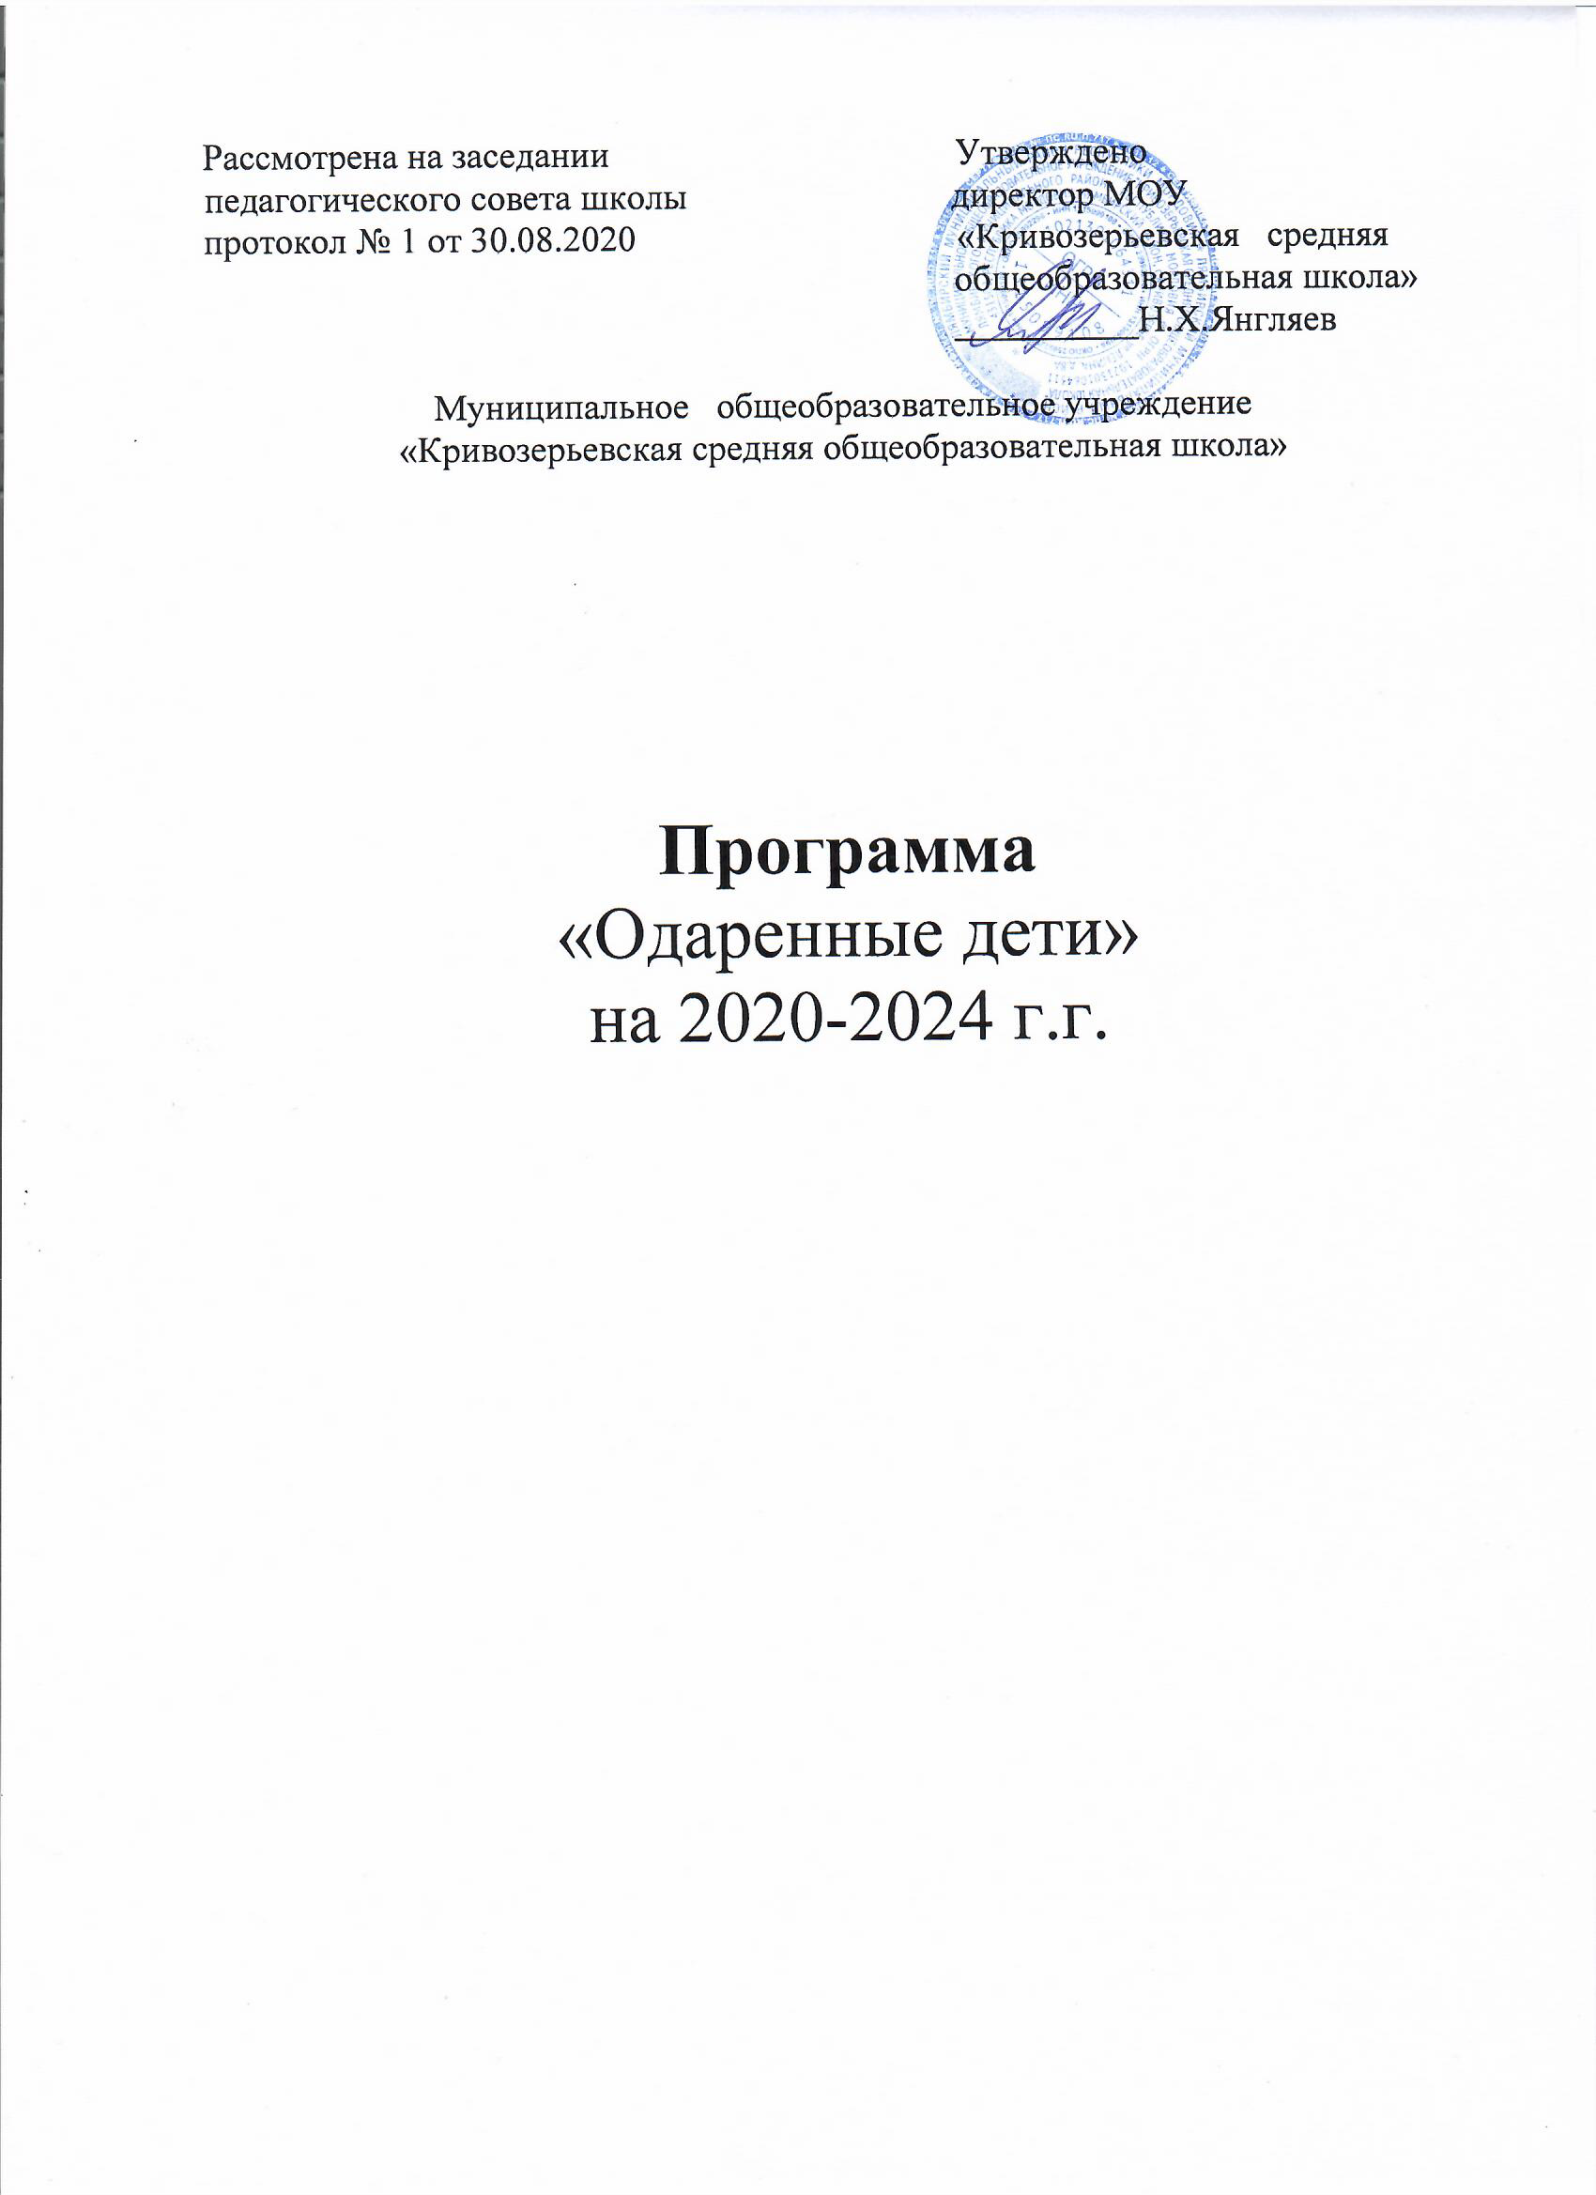 Рассмотрена на заседании
педагогического совета школы
протокол № 1 от 30.08.2020
Утверждено
директор МОУ
«Кривозерьевская средняя
общеобразовательная школа»
Н.Х.Янгляев
Муниципальное общеобразовательное учреждение
«Кривозерьевская средняя общеобразовательная школа»
Программа
«Одаренные дети»
на 2020-2024 г.г.